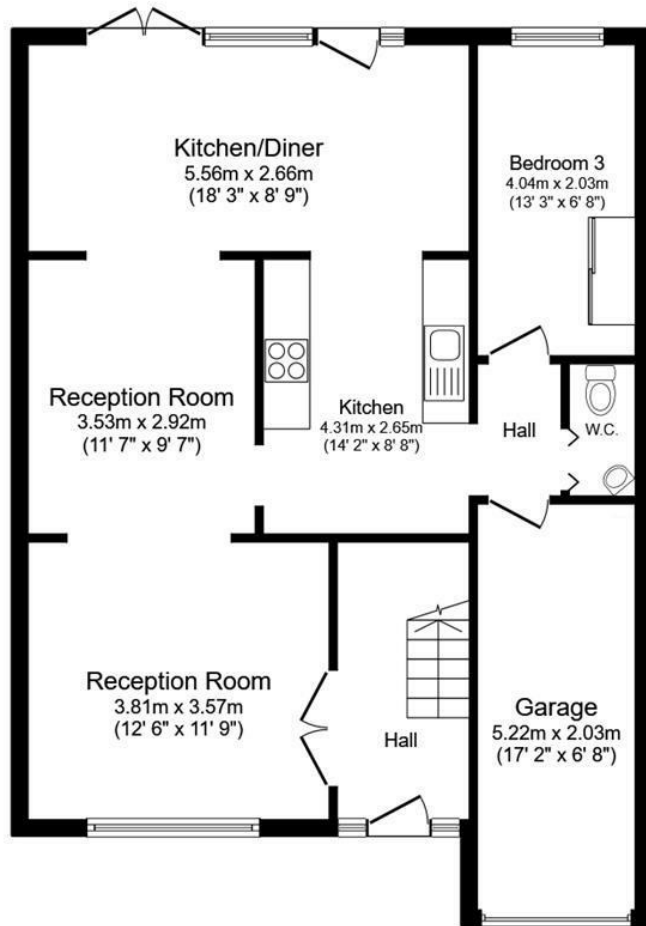 Kitchen/Diner
5.56m x 2.66m
(18' 3" x 8' 9")
Bedroom 3
4.04m x 2.03m
(13' 3" x 6' 8")
Reception Room
3.53m x 2.92m
(11' 7" x 9' 7")
Kitchen
4.31m x 2.65m
(14' 2" x 8' 8")
Hall
W.C.
Reception Room
3.81m x 3.57m
(12' 6" x 11' 9")
Hall
Garage
5.22m x 2.03m
(17' 2" x 6' 8")